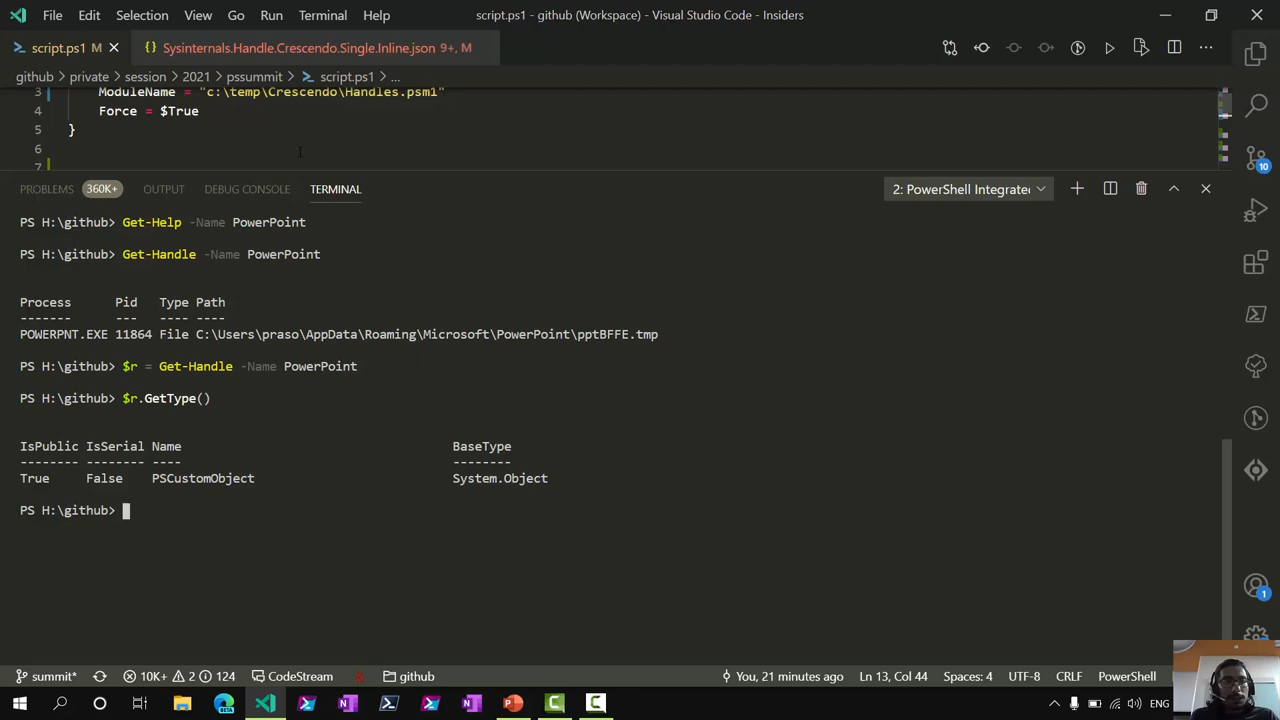 File Edit Selection View Go Run Terminal Help script.ps1 - github (Workspace) - Visual Studio Code - Insiders
script.ps1 M Sysinternals.Handle.Crescendo.Single.Inline.json 9+, M
github > private > session > 2021 > pssummit > script.ps1 > ...
3 ModuleName = "c:\temp\Crescendo\Handles.psm1"
4 Force = $True
5 }
6
7
PROBLEMS 360K+ OUTPUT DEBUG CONSOLE TERMINAL 2: PowerShell Integrate
PS H:\github> Get-Help -Name PowerPoint
PS H:\github> Get-Handle -Name PowerPoint
Process Pid Type Path
------- --- ---- ----
POWERPNT.EXE 11864 File C:\Users\praso\AppData\Roaming\Microsoft\PowerPoint\pptBFFE.tmp
PS H:\github> $r = Get-Handle -Name PowerPoint
PS H:\github> $r.GetType()
IsPublic IsSerial Name BaseType
-------- -------- ---- --------
True False PSCustomObject System.Object
PS H:\github>
10
1
summit* 10K+ 2 124 CodeStream github You, 21 minutes ago Ln 13, Col 44 Spaces: 4 UTF-8 CRLF PowerShell
ENG